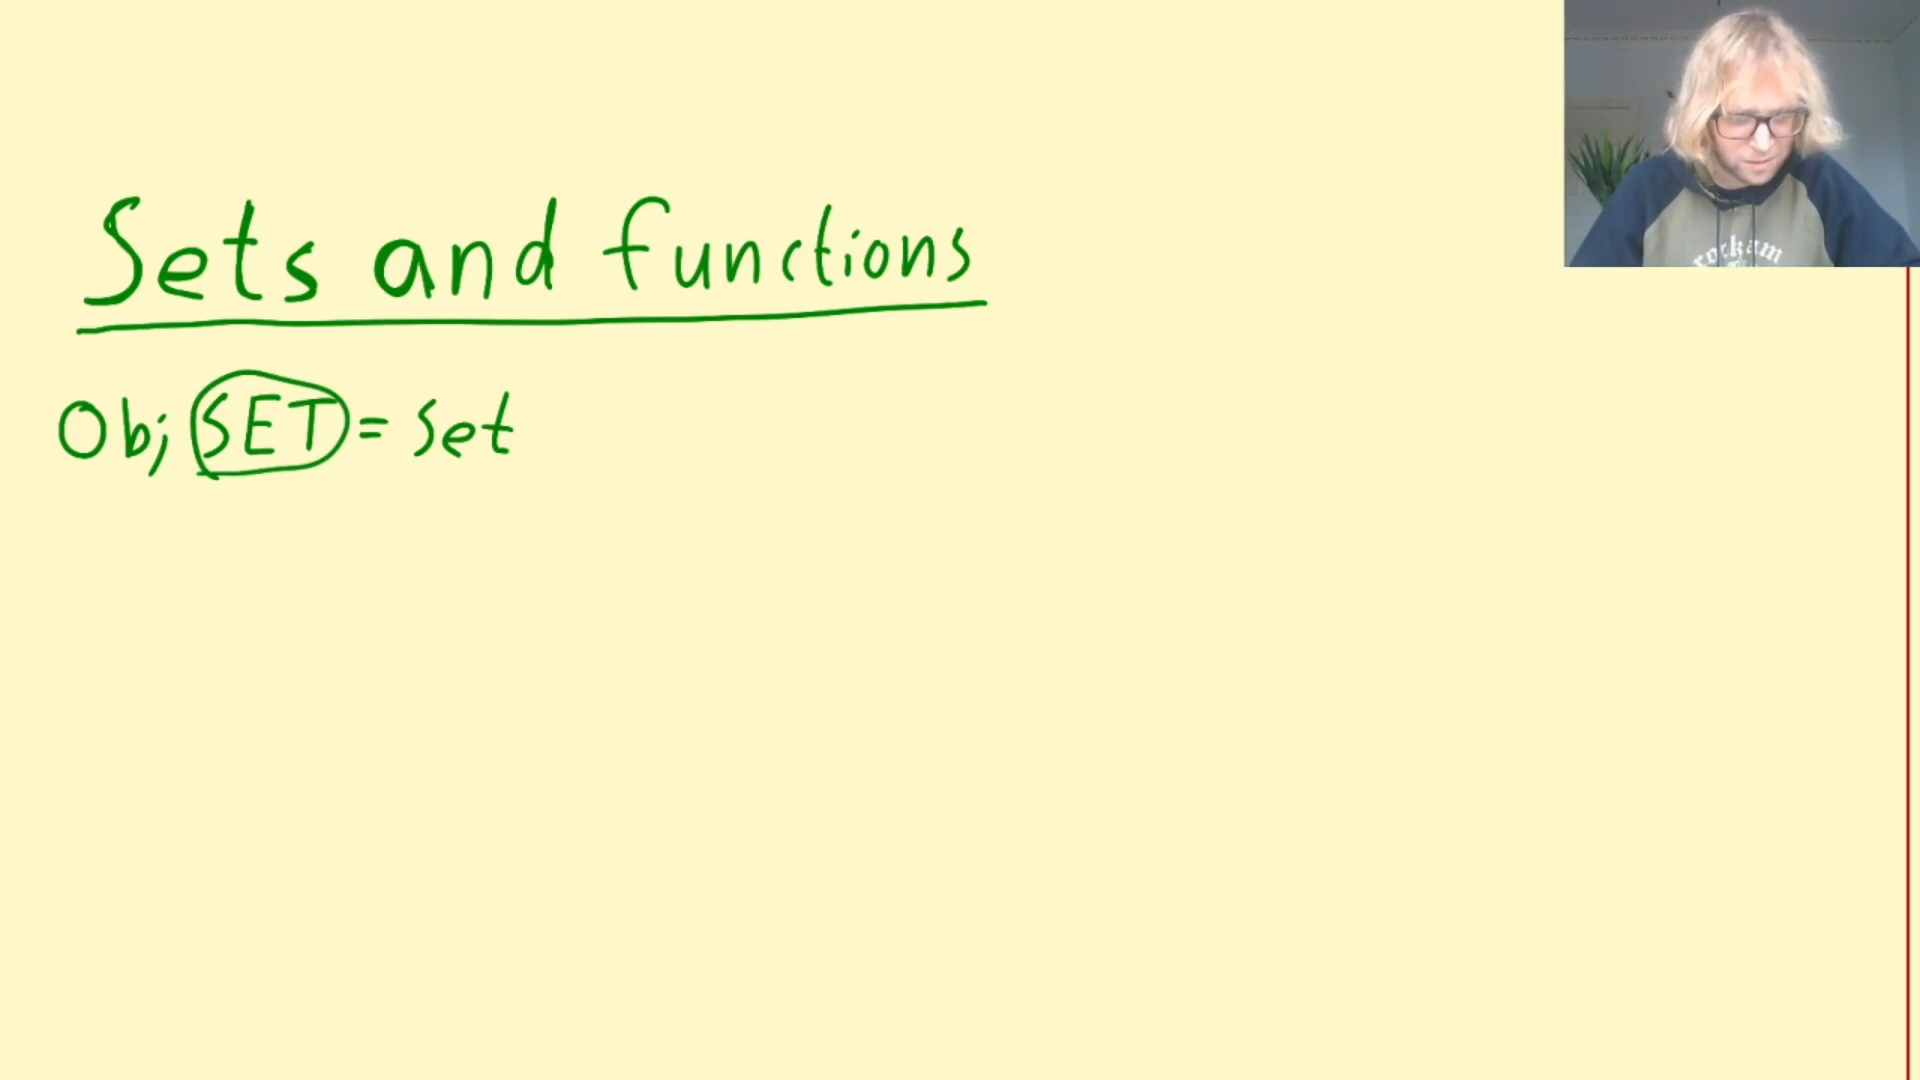 Sets and functions
Obj SET = set